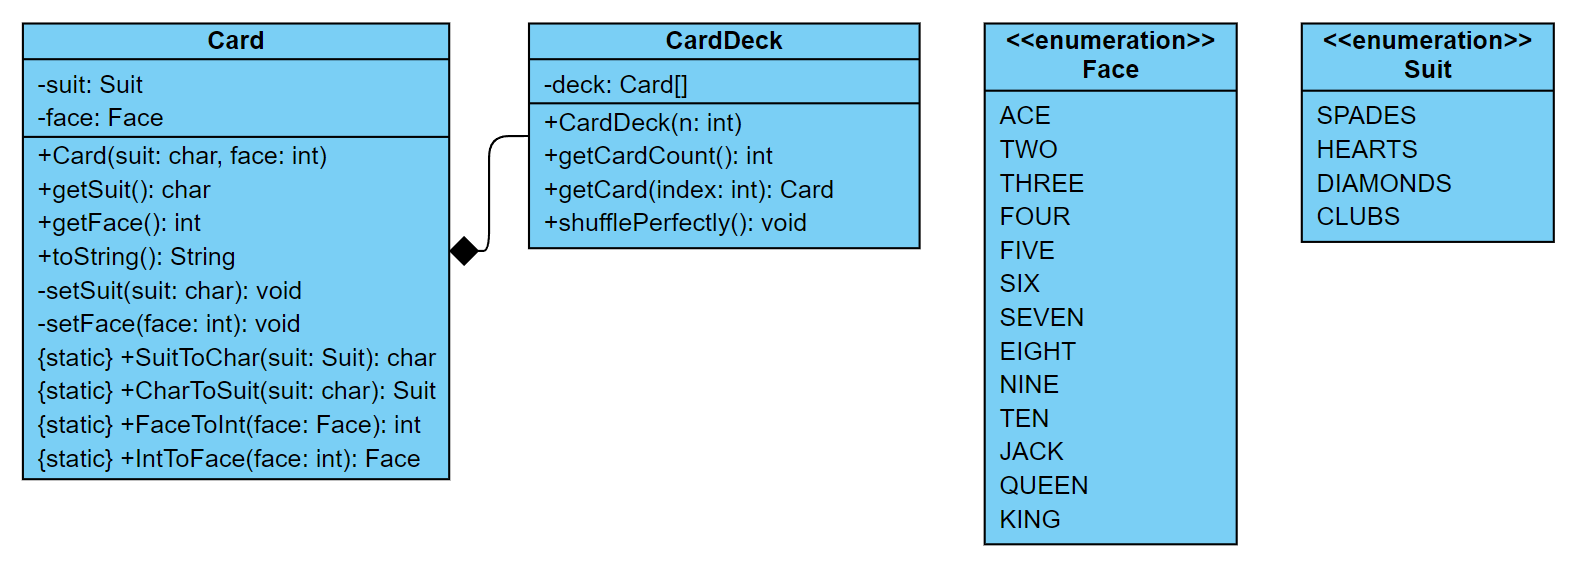 Card
-suit: Suit
-face: Face
+Card(suit: char, face: int)
+getSuit(): char
+getFace(): int
+toString(): String
-setSuit(suit: char): void
-setFace(face: int): void
{static} +SuitToChar(suit: Suit): char
{static} +CharToSuit(suit: char): Suit
{static} +FaceToInt(face: Face): int
{static} +IntToFace(face: int): Face
CardDeck
-deck: Card[]
+CardDeck(n: int)
+getCardCount(): int
+getCard(index: int): Card
+shufflePerfectly(): void
<<enumeration>>
Face
ACE
TWO
THREE
FOUR
FIVE
SIX
SEVEN
EIGHT
NINE
TEN
JACK
QUEEN
KING
<<enumeration>>
Suit
SPADES
HEARTS
DIAMONDS
CLUBS